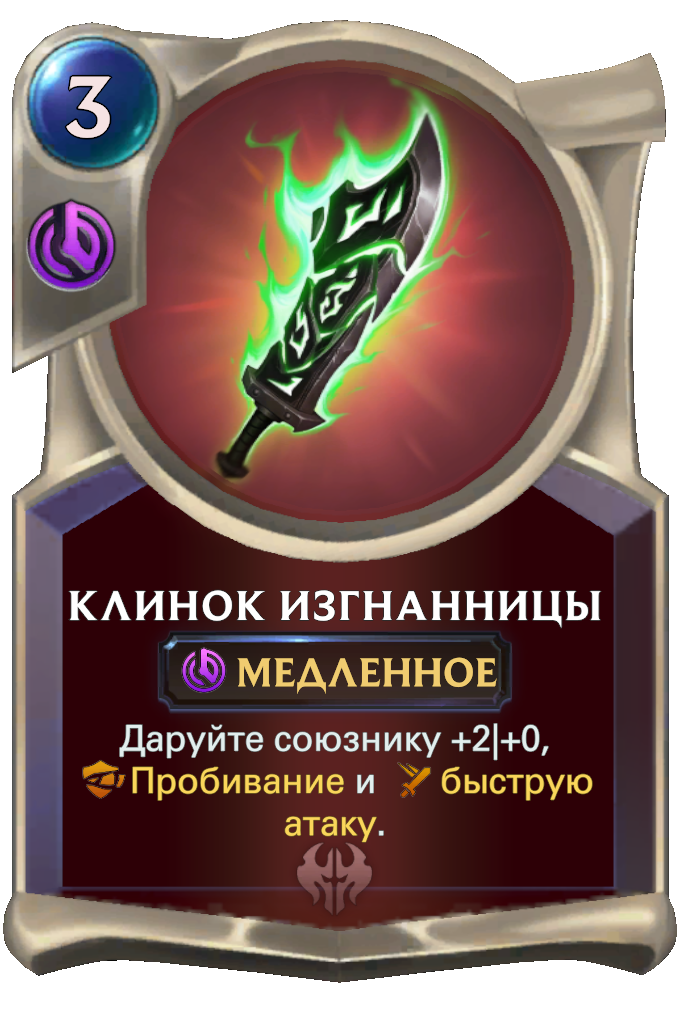 3
КЛИНОК ИЗГНАННИЦЫ
МЕДЛЕННОЕ
Даруйте союзнику +2|+0,
Пробивание и быструю
атаку.